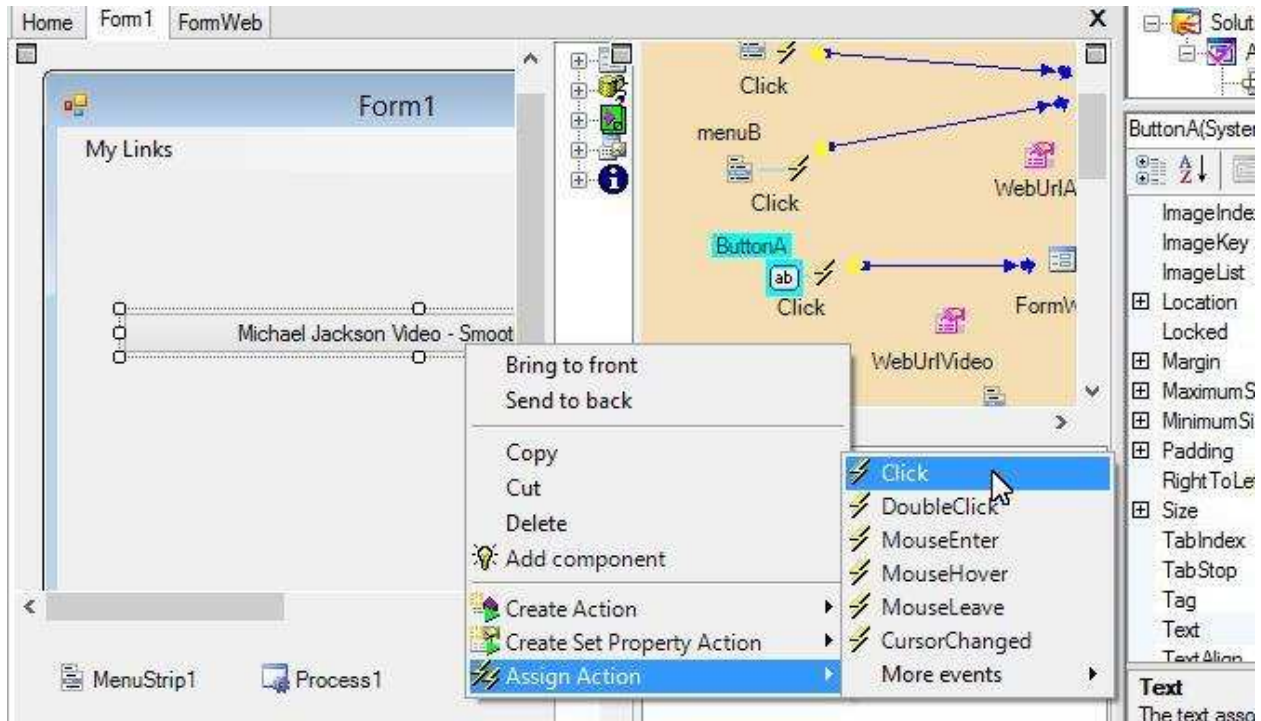 Home Form1 FormWeb X
Form1
My Links
Michael Jackson Video - Smoot
MenuStrip1 Process1
Click
menuB
Click
WebUrlA
ButtonA
ab
Click
FormW
WebUrlVideo
Bring to front
Send to back
Copy
Cut
Delete
Add component
Create Action
Create Set Property Action
Assign Action
Click
DoubleClick
MouseEnter
MouseHover
MouseLeave
CursorChanged
More events
Solut
A
ButtonA(System
ImageInde
ImageKey
ImageList
Location
Locked
Margin
MaximumS
MinimumSi
Padding
RightToLe
Size
TabIndex
TabStop
Tag
Text
TextAlign
Text
The text asso